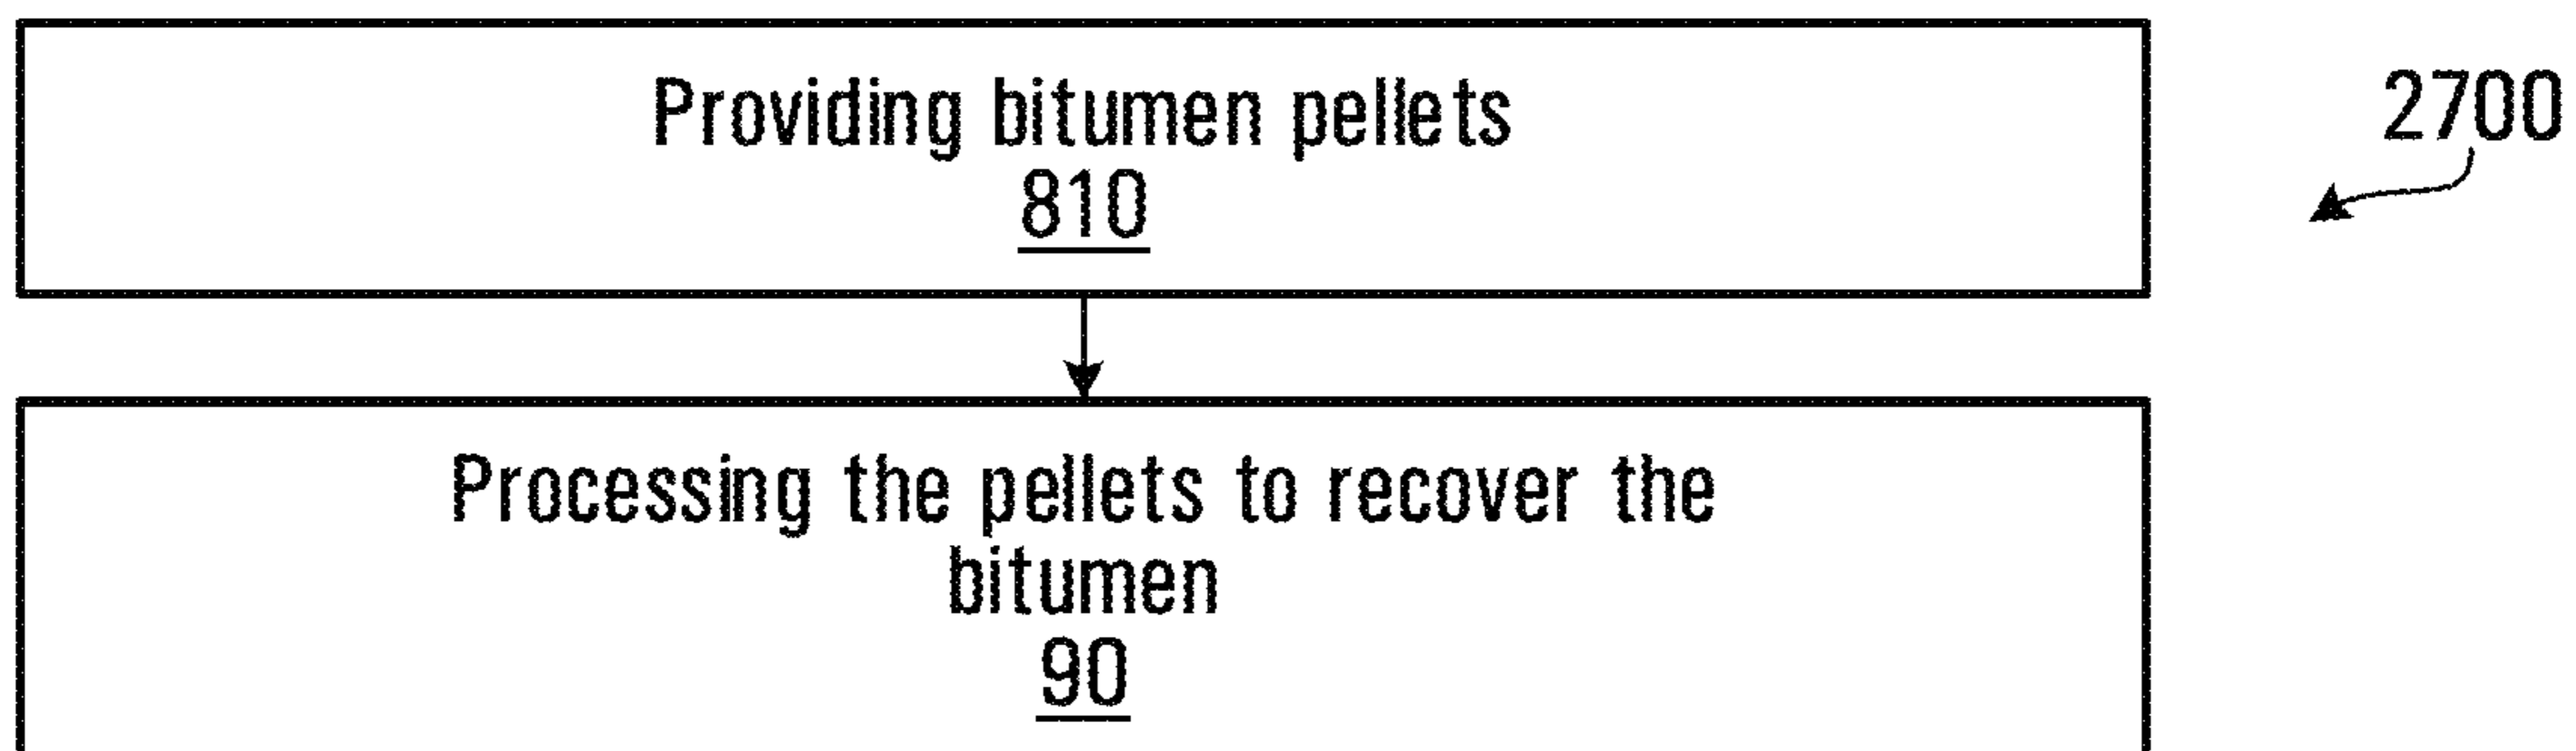 Providing bitumen pellets
810
2700
Processing the pellets to recover the
bitumen
90